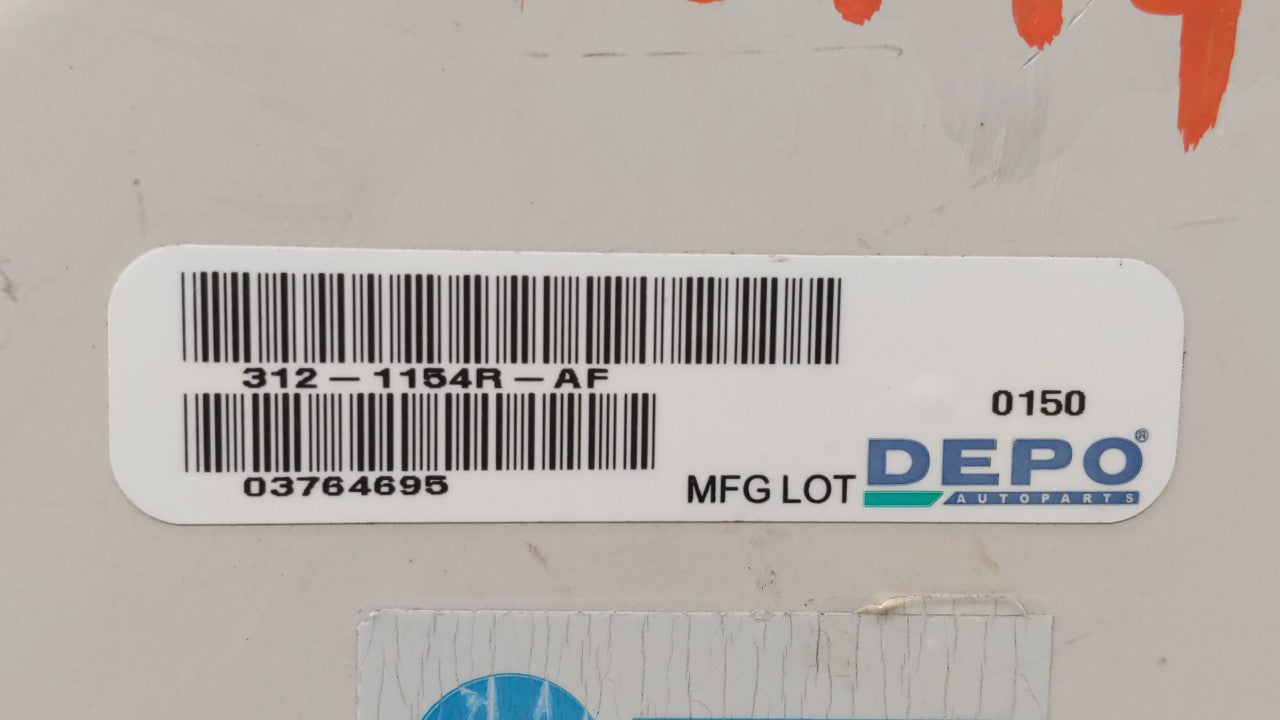 312-1154R-AF
03764695
0150
MFG LOT DEPO®
AUTOPARTS